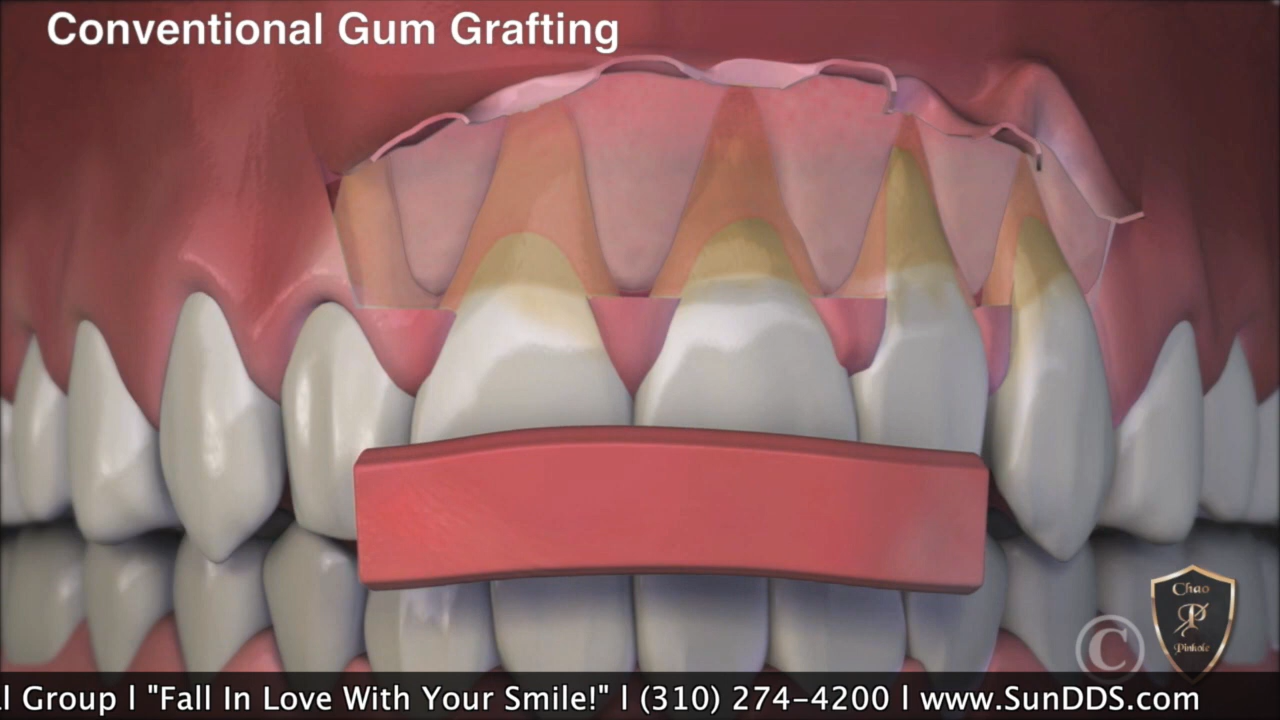 Conventional Gum Grafting
Chao
P
Pinhole
©
l Group l "Fall In Love With Your Smile!" l (310) 274-4200 l www.SunDDS.com